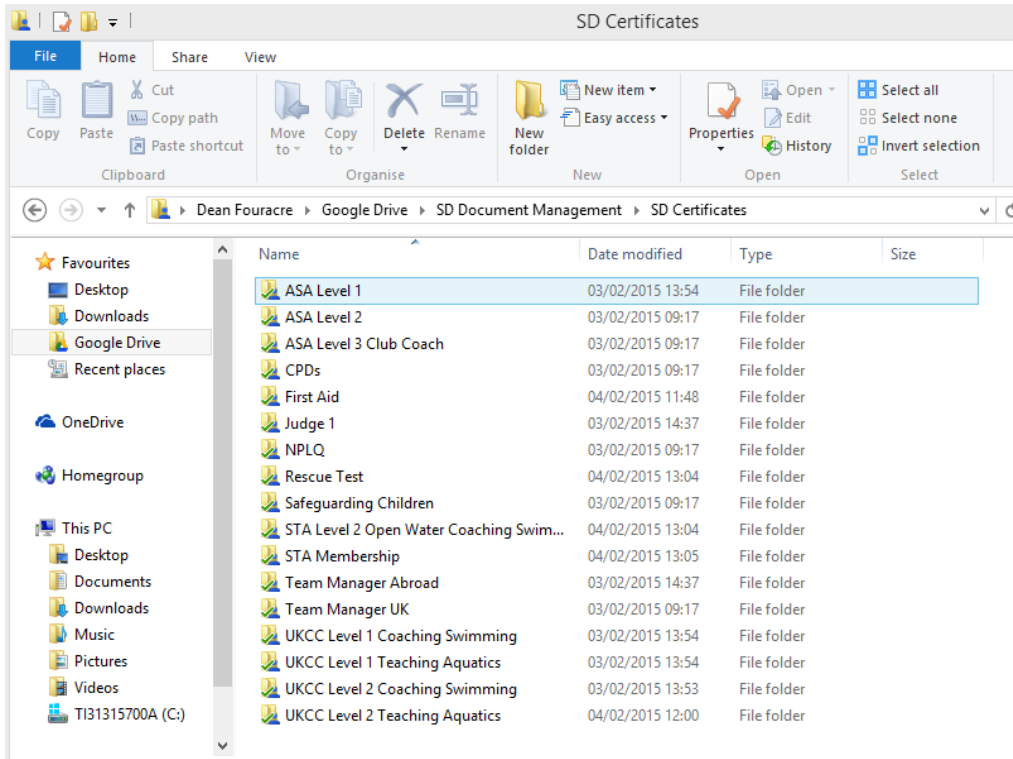 SD Certificates
File Home Share View
Copy
Paste
Cut
Copy path
Paste shortcut
Clipboard
Move to
Copy to
Delete
Rename
Organise
New folder
New item
Easy access
New
Properties
Open
Edit
History
Open
Select all
Select none
Invert selection
Select
Dean Fouracre Google Drive SD Document Management SD Certificates
Favourites
Desktop
Downloads
Google Drive
Recent places
OneDrive
Homegroup
This PC
Desktop
Documents
Downloads
Music
Pictures
Videos
TI31315700A (C:)
Name Date modified Type Size
ASA Level 1 03/02/2015 13:54 File folder
ASA Level 2 03/02/2015 09:17 File folder
ASA Level 3 Club Coach 03/02/2015 09:17 File folder
CPDs 03/02/2015 09:17 File folder
First Aid 04/02/2015 11:48 File folder
Judge 1 03/02/2015 14:37 File folder
NPLQ 03/02/2015 09:17 File folder
Rescue Test 04/02/2015 13:04 File folder
Safeguarding Children 03/02/2015 09:17 File folder
STA Level 2 Open Water Coaching Swim... 04/02/2015 13:04 File folder
STA Membership 04/02/2015 13:05 File folder
Team Manager Abroad 03/02/2015 14:37 File folder
Team Manager UK 03/02/2015 09:17 File folder
UKCC Level 1 Coaching Swimming 03/02/2015 13:54 File folder
UKCC Level 1 Teaching Aquatics 03/02/2015 13:54 File folder
UKCC Level 2 Coaching Swimming 03/02/2015 13:53 File folder
UKCC Level 2 Teaching Aquatics 04/02/2015 12:00 File folder